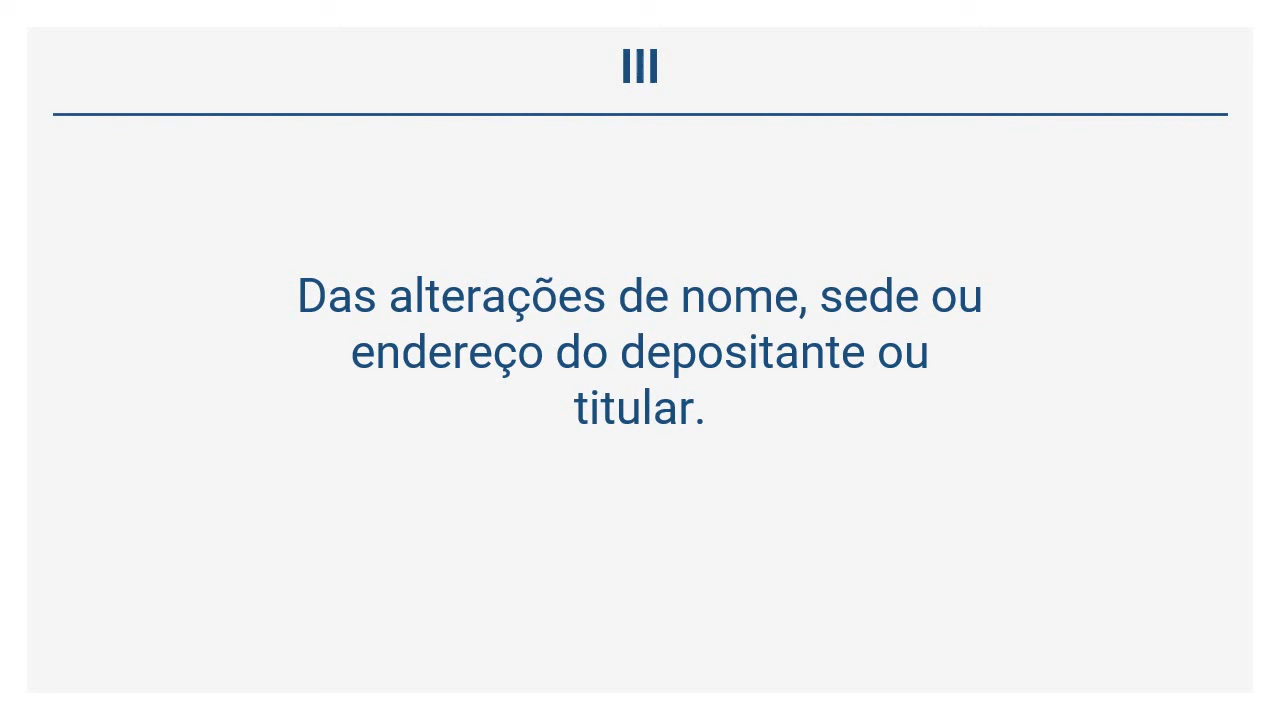 III
Das alterações de nome, sede ou
endereço do depositante ou
titular.